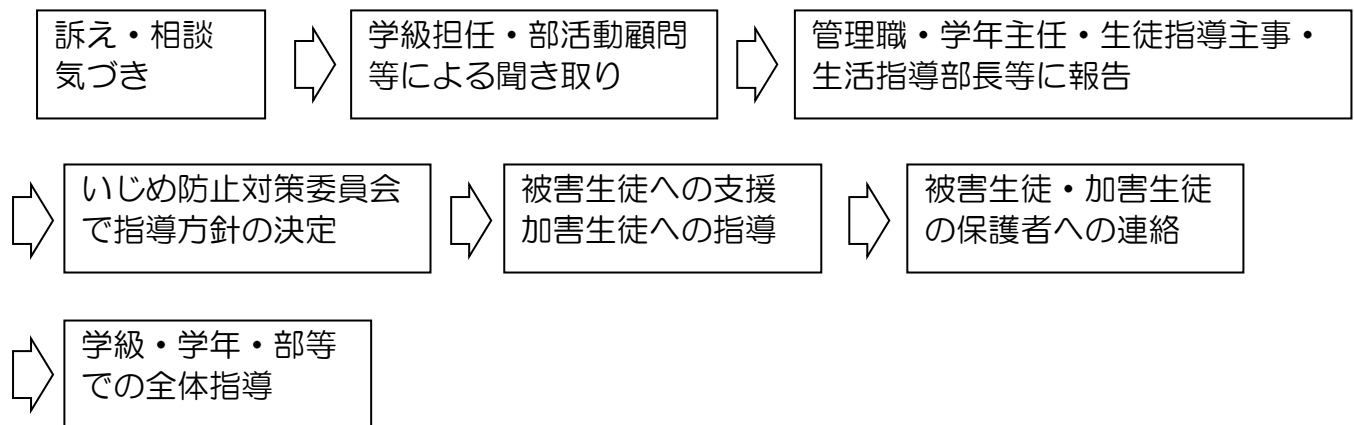 訴え・相談
気づき
学級担任・部活動顧問
等による聞き取り
管理職・学年主任・生徒指導主事・
生活指導部長等に報告
いじめ防止対策委員会
で指導方針の決定
被害生徒への支援
加害生徒への指導
被害生徒・加害生徒
の保護者への連絡
学級・学年・部等
での全体指導